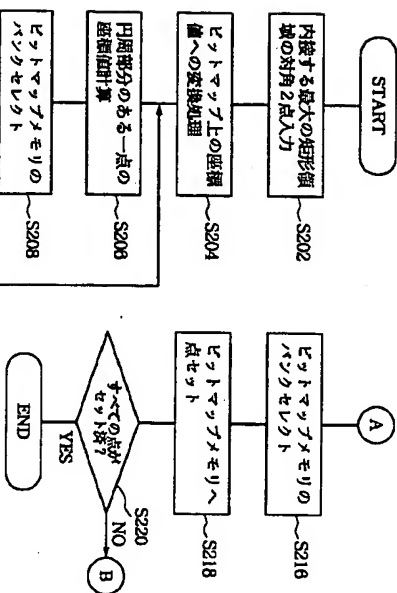 START
内接する最大の矩形領
域の対角2点入力
S202
ビットマップ上の座標
値への変換処理
S204
円周部分のある一点の
座標値計算
S206
ビットマップメモリの
バンクセレクト
S208
A
ビットマップメモリの
バンクセレクト
S216
ビットマップメモリへ
点セット
S218
すべての点が
セット済?
S220
NO
B
YES
END